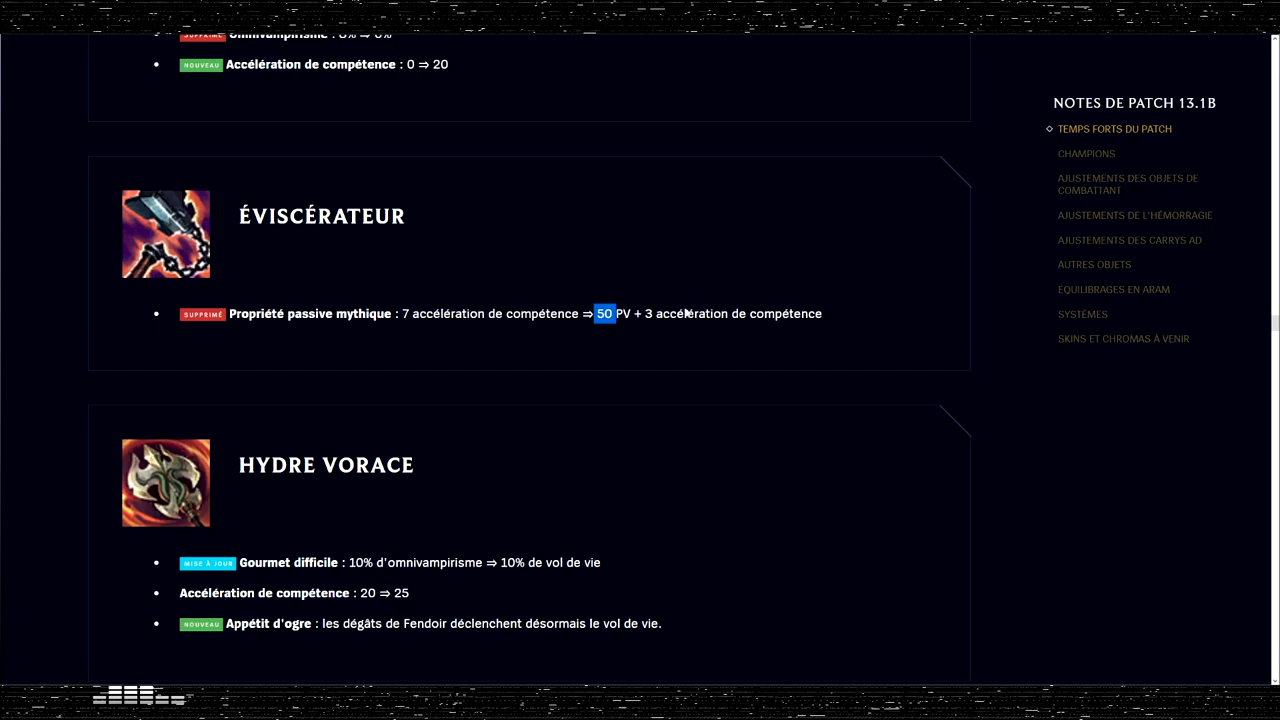 SUPPRIMÉ Omnivampirisme : 8% ⇒ 0%
NOUVEAU Accélération de compétence : 0 ⇒ 20
NOTES DE PATCH 13.1B
TEMPS FORTS DU PATCH
CHAMPIONS
AJUSTEMENTS DES OBJETS DE
COMBATTANT
AJUSTEMENTS DE L'HÉMORRAGIE
AJUSTEMENTS DES CARRYS AD
AUTRES OBJETS
ÉQUILIBRAGES EN ARAM
SYSTÈMES
SKINS ET CHROMAS À VENIR
ÉVISCÉRATEUR
SUPPRIMÉ Propriété passive mythique : 7 accélération de compétence ⇒ 50 PV + 3 accélération de compétence
HYDRE VORACE
MISE À JOUR Gourmet difficile : 10% d'omnivampirisme ⇒ 10% de vol de vie
Accélération de compétence : 20 ⇒ 25
NOUVEAU Appétit d'ogre : les dégâts de Fendoir déclenchent désormais le vol de vie.